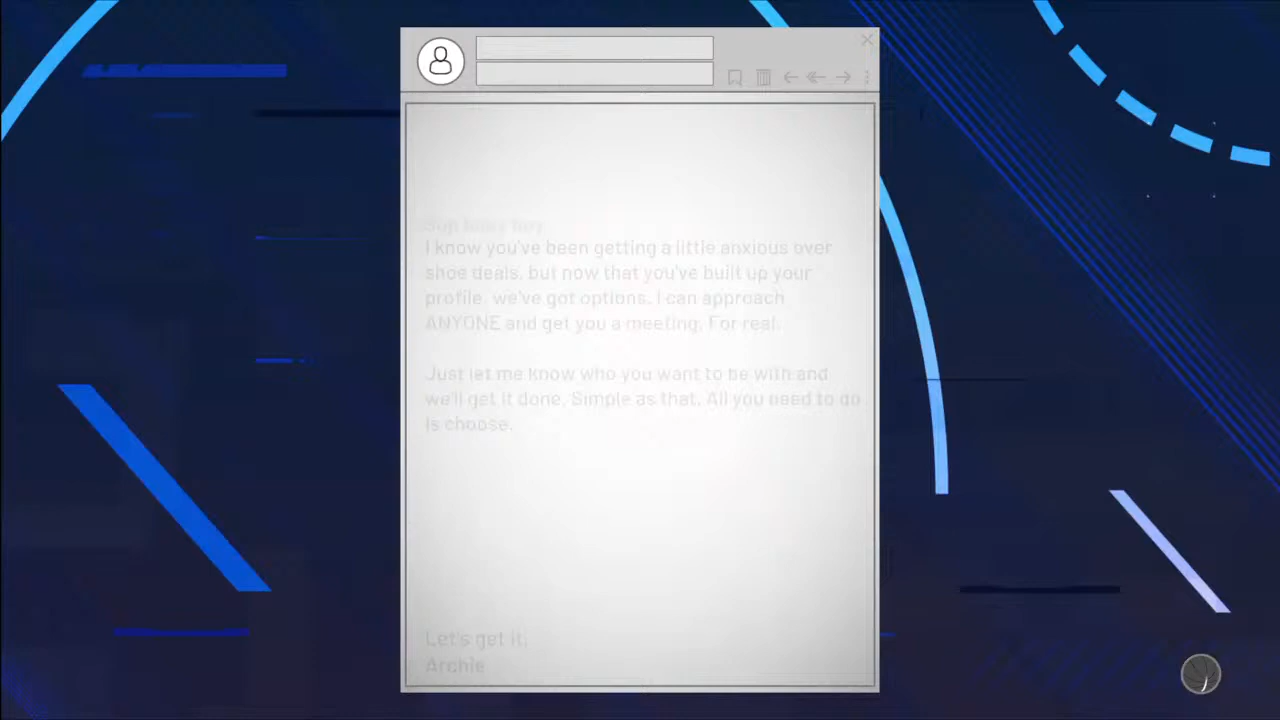 I know you've been getting a little anxious over
shoe deals, but now that you've built up your
profile, we've got options. I can approach
ANYONE and get you a meeting. For real.
Just let me know who you want to be with and
we'll get it done. Simple as that. All you need to do
is choose.
Let's get it,
Archie